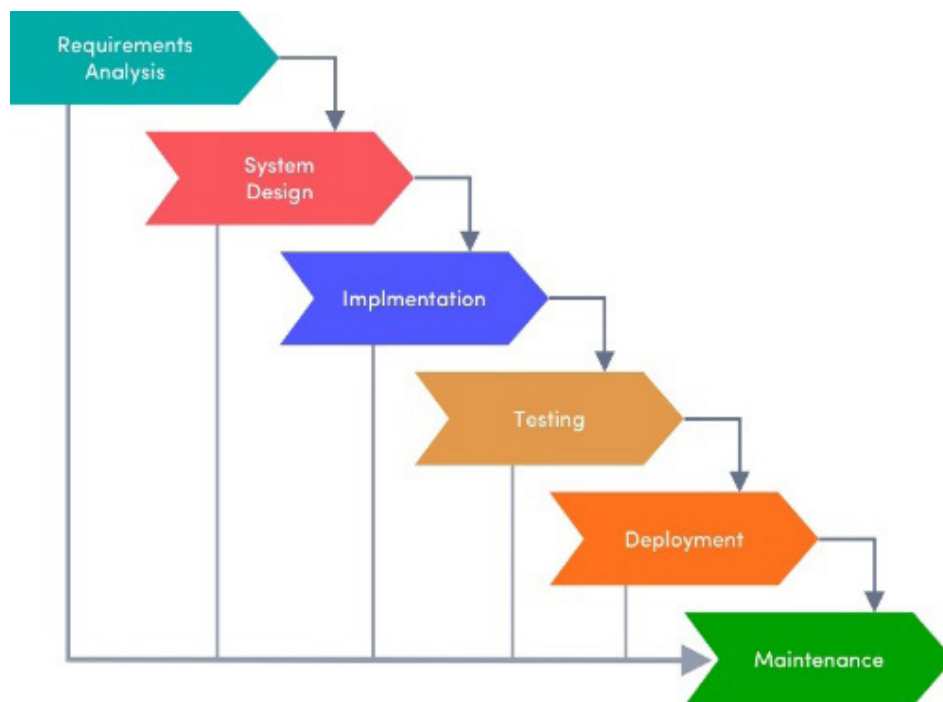 Requirements
Analysis
System
Design
Implmentation
Testing
Deployment
Maintenance